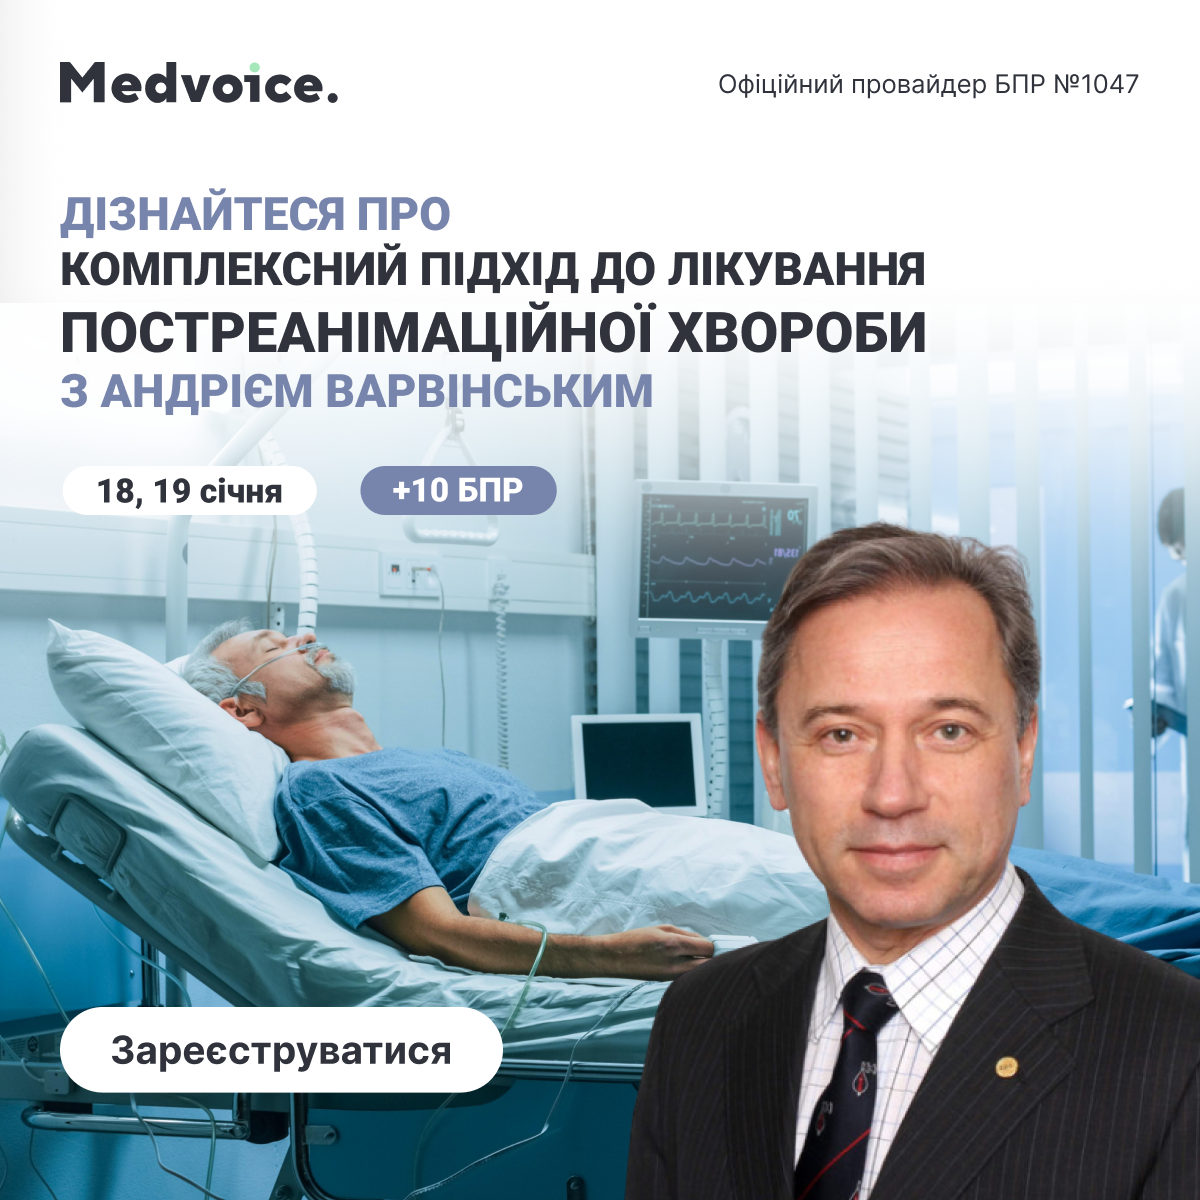 Medvoice.
Офіційний провайдер БПР №1047
ДІЗНАЙТЕСЯ ПРО
КОМПЛЕКСНИЙ ПІДХІД ДО ЛІКУВАННЯ
ПОСТРЕАНІМАЦІЙНОЇ ХВОРОБИ
З АНДРІЄМ ВАРВІНСЬКИМ
18, 19 січня
+10 БПР
Зареєструватися